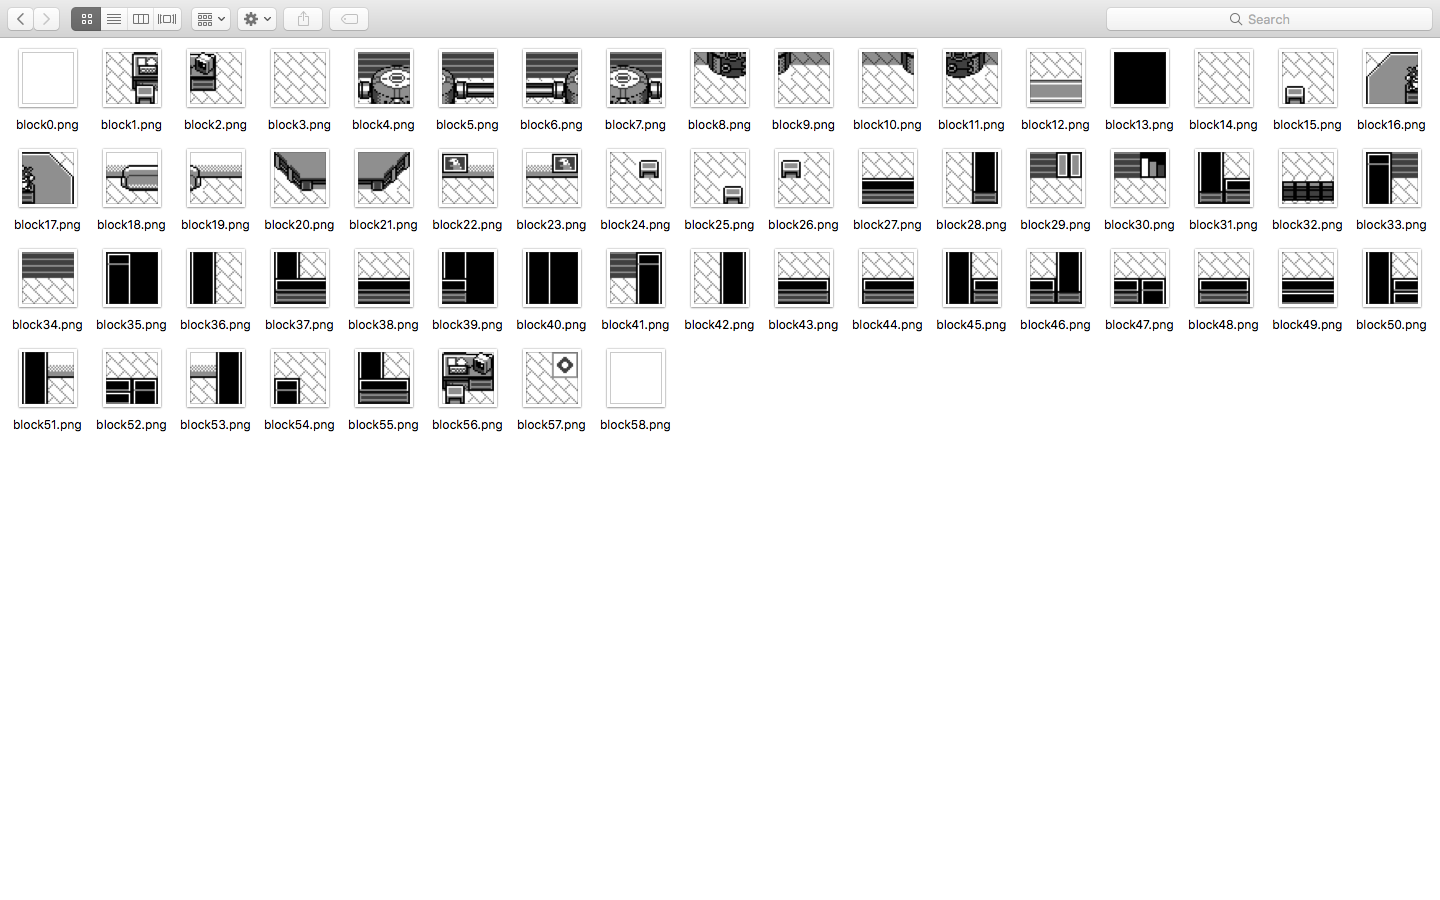 Search
block0.png block1.png block2.png block3.png block4.png block5.png block6.png block7.png block8.png block9.png block10.png block11.png block12.png block13.png block14.png block15.png block16.png
block17.png block18.png block19.png block20.png block21.png block22.png block23.png block24.png block25.png block26.png block27.png block28.png block29.png block30.png block31.png block32.png block33.png
block34.png block35.png block36.png block37.png block38.png block39.png block40.png block41.png block42.png block43.png block44.png block45.png block46.png block47.png block48.png block49.png block50.png
block51.png block52.png block53.png block54.png block55.png block56.png block57.png block58.png